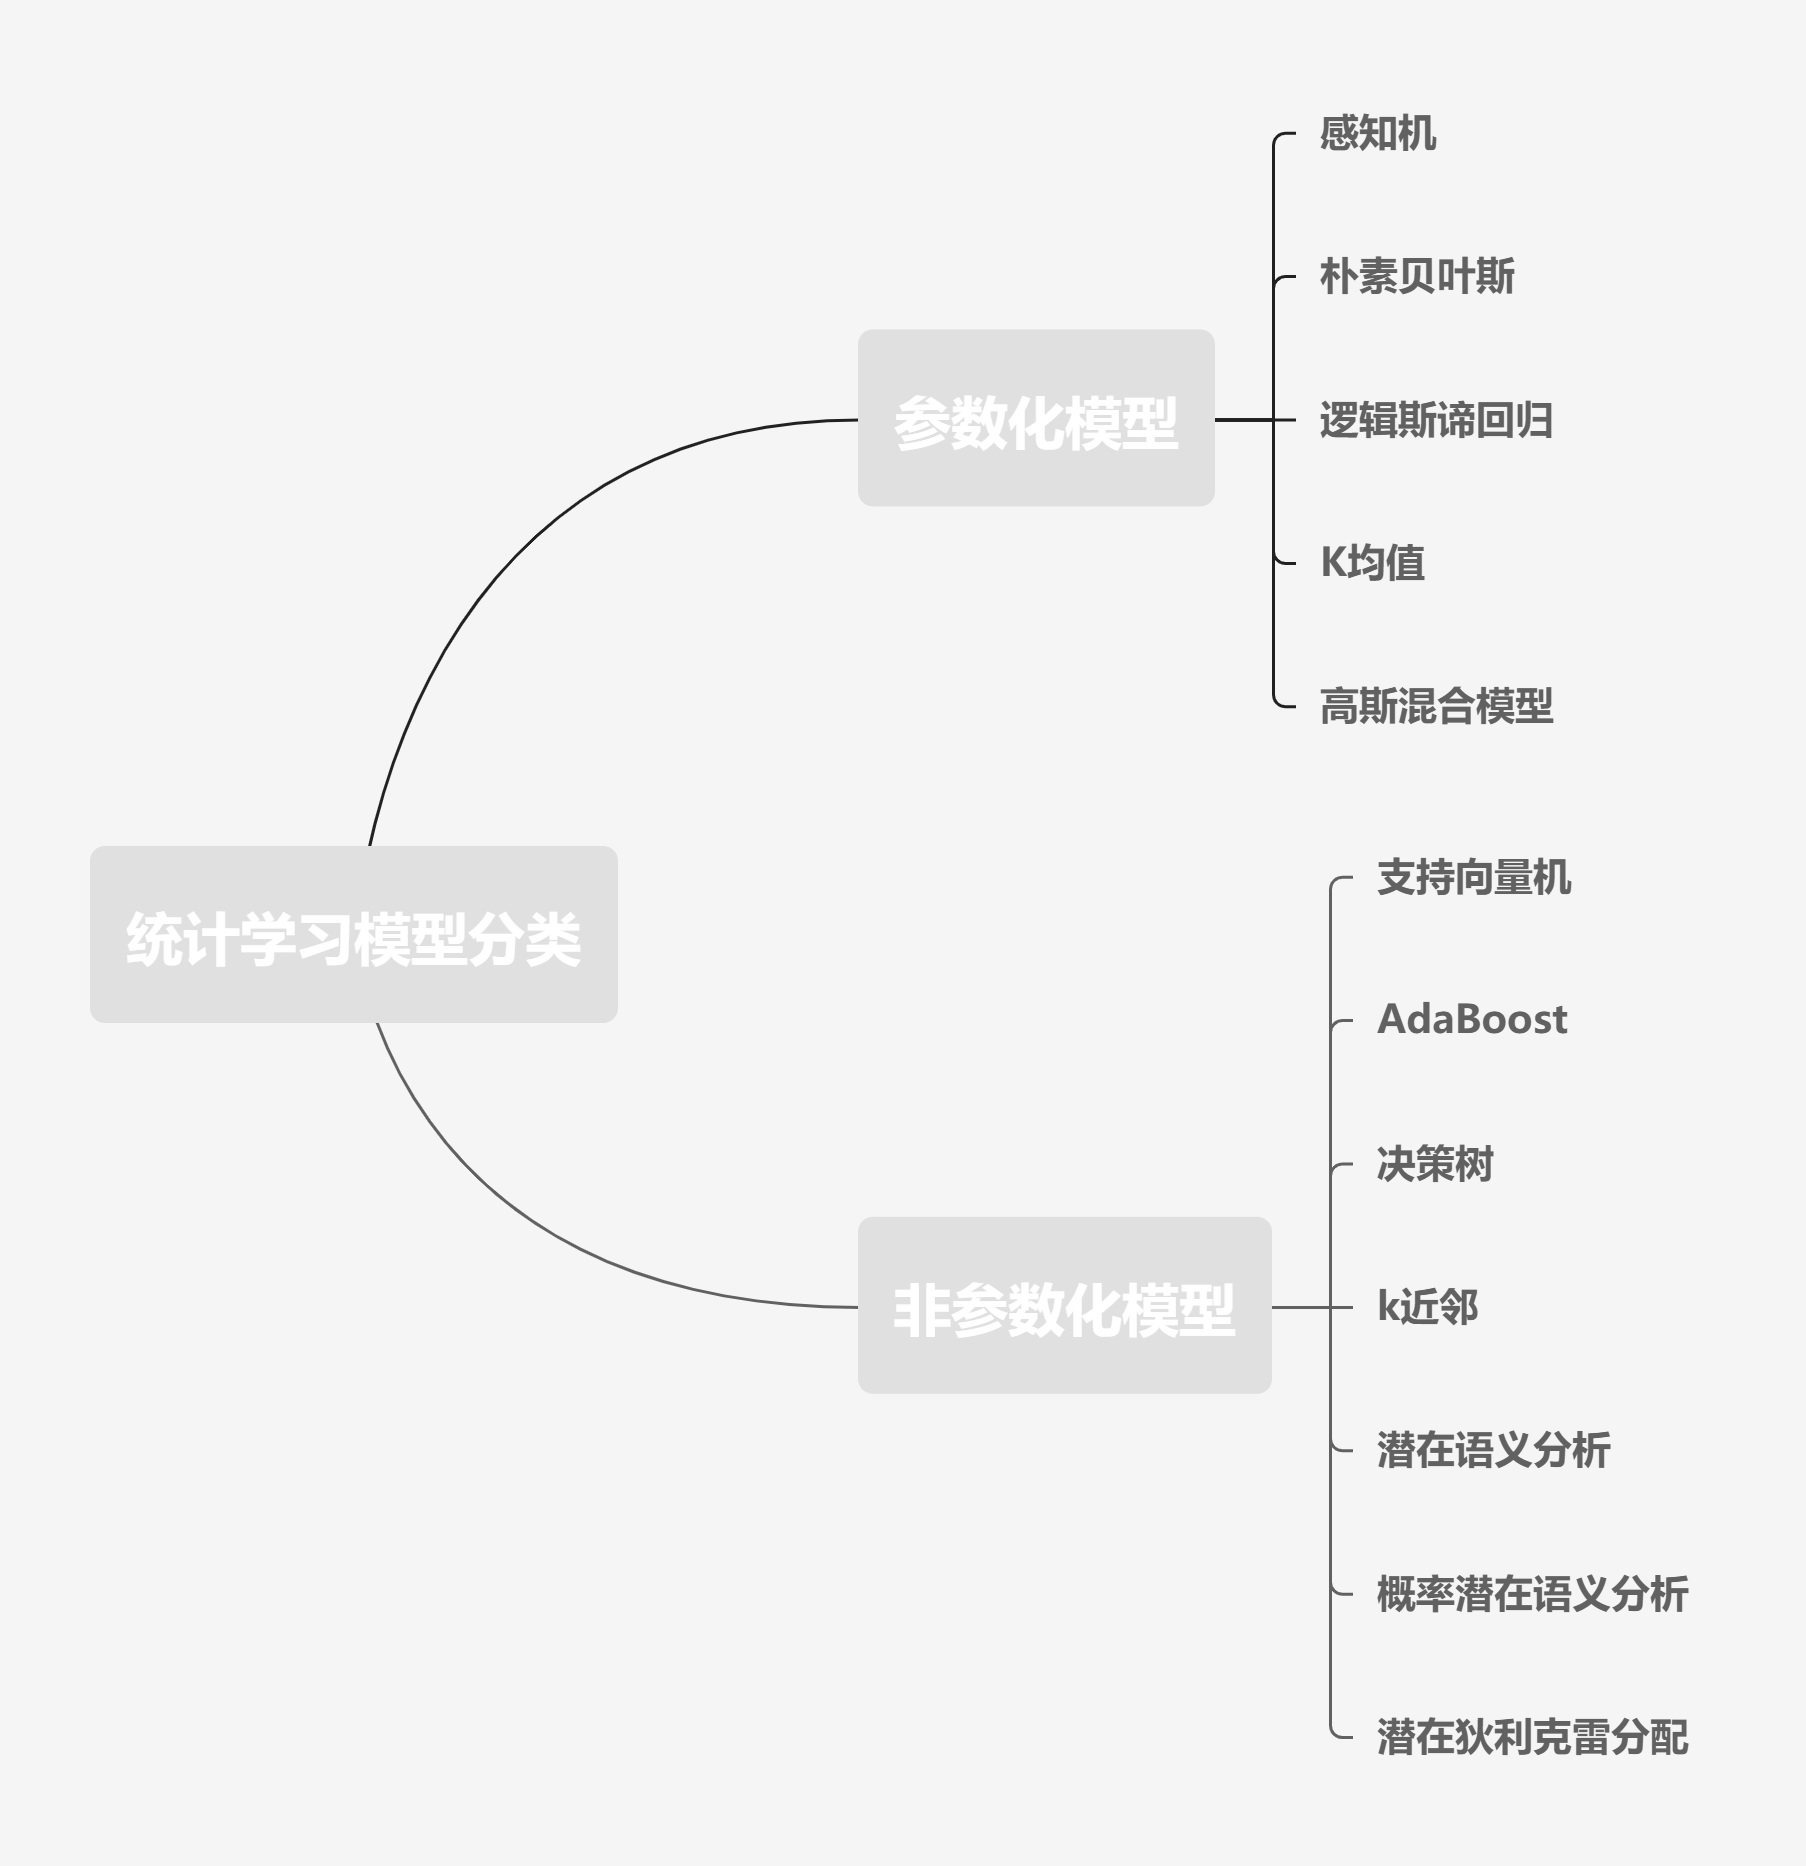 统计学习模型分类
参数化模型
感知机
朴素贝叶斯
逻辑斯谛回归
K均值
高斯混合模型
非参数化模型
支持向量机
AdaBoost
决策树
k近邻
潜在语义分析
概率潜在语义分析
潜在狄利克雷分配